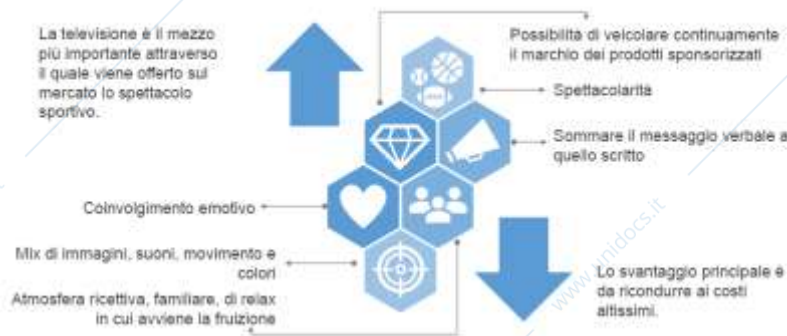 La televisione è il mezzo
più importante attraverso
il quale viene offerto sul
mercato lo spettacolo
sportivo.
Possibilità di veicolare continuamente
il marchio dei prodotti sponsorizzati
Spettacolarità
Sommare il messaggio verbale a
quello scritto
Coinvolgimento emotivo
Mix di immagini, suoni, movimento e
colori
Atmosfera ricettiva, familiare, di relax
in cui avviene la fruizione
Lo svantaggio principale è
da ricondurre ai costi
altissimi.
www.unidocs.it